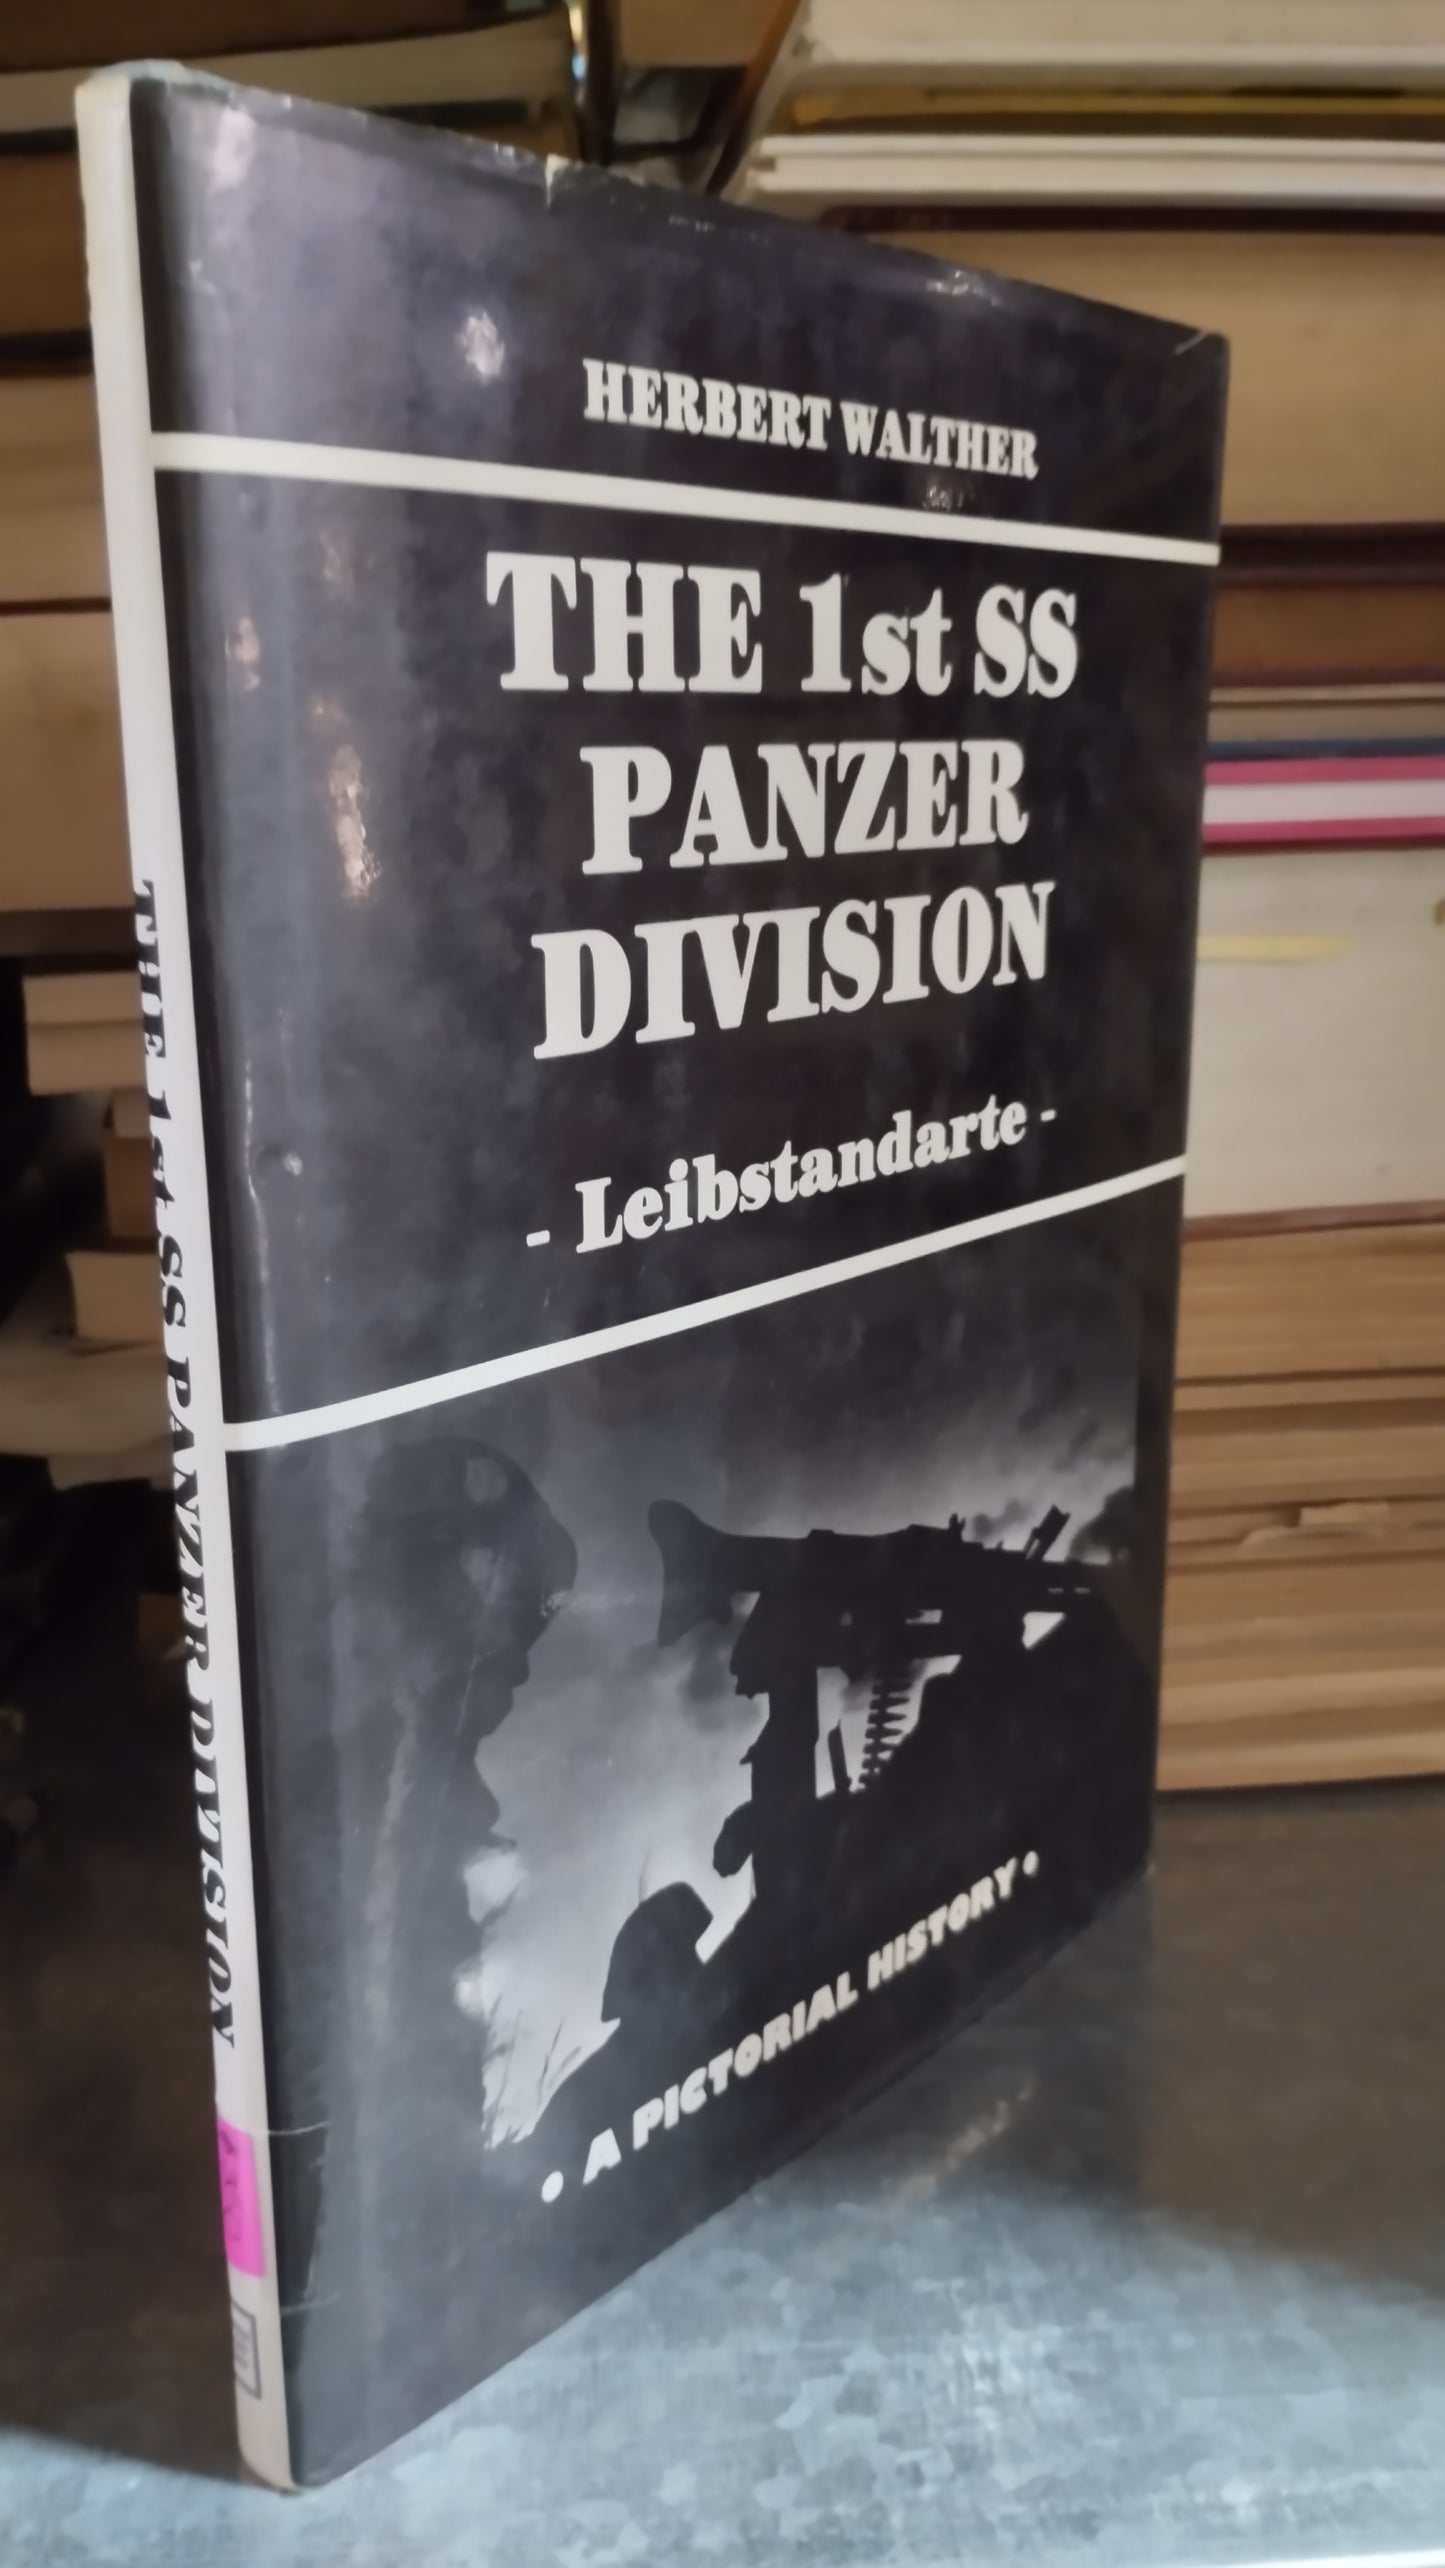 HERBERT WALTHER
THE 1st SS
PANZER
DIVISION
- Leibstandarte -
• A PICTORIAL HISTORY •
THE 1st SS PANZER DIVISION